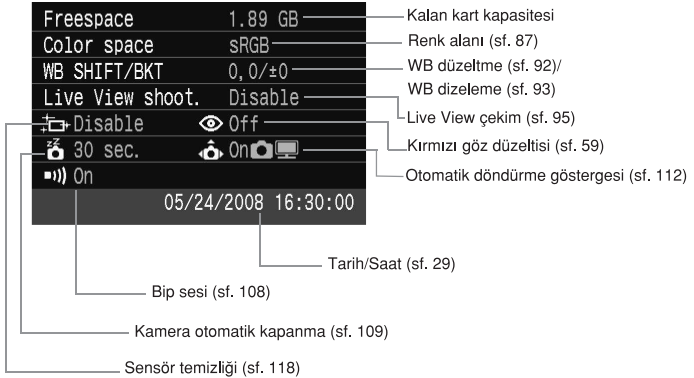 Freespace 1.89 GB
Kalan kart kapasitesi
Color space sRGB
Renk alanı (sf. 87)
WB SHIFT/BKT 0,0/±0
WB düzeltme (sf. 92)/
WB dizeleme (sf. 93)
Live View shoot. Disable
Live View çekim (sf. 95)
Disable Off
Kırmızı göz düzeltisi (sf. 59)
zz 30 sec. On
Otomatik döndürme göstergesi (sf. 112)
On
05/24/2008 16:30:00
Tarih/Saat (sf. 29)
Bip sesi (sf. 108)
Kamera otomatik kapanma (sf. 109)
Sensör temizliği (sf. 118)